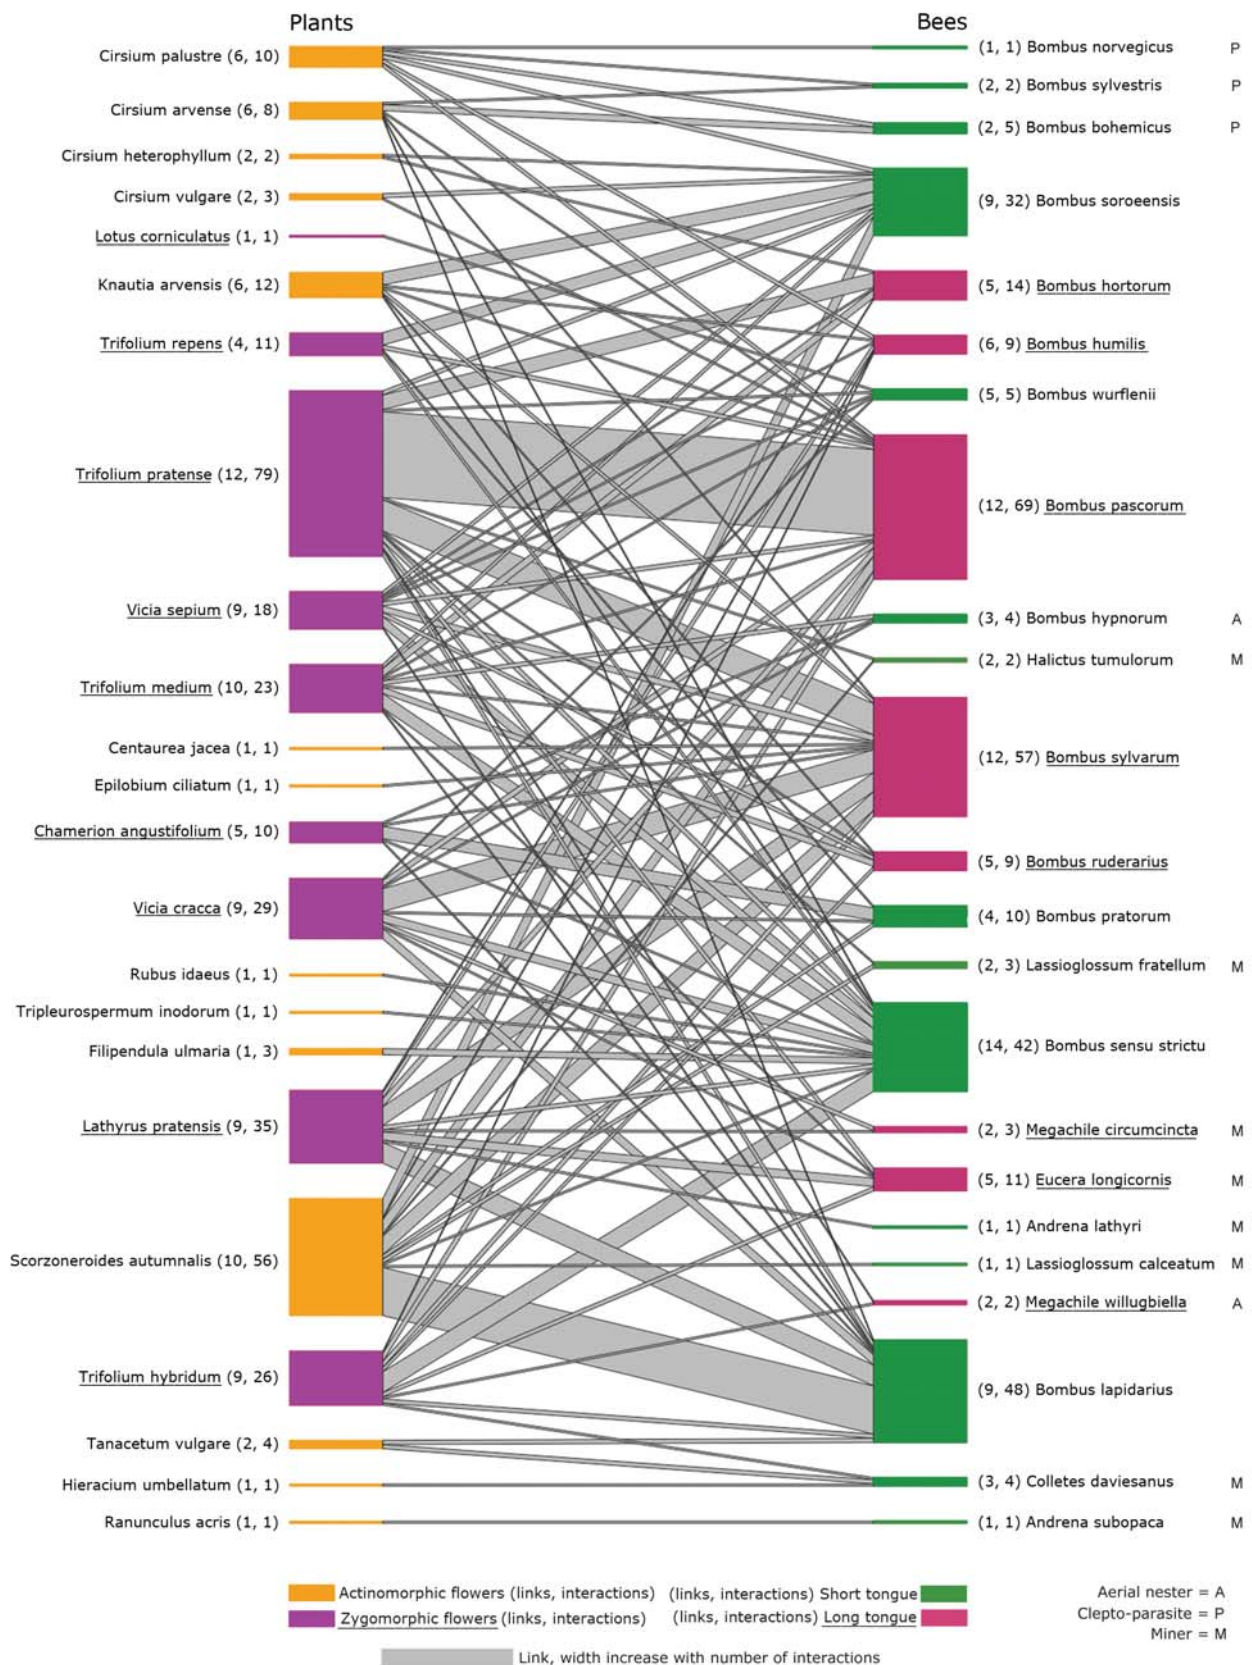 Plants Bees
Cirsium palustre (6, 10) (1, 1) Bombus norvegicus P
(2, 2) Bombus sylvestris P
Cirsium arvense (6, 8)
(2, 5) Bombus bohemicus P
Cirsium heterophyllum (2, 2)
Cirsium vulgare (2, 3) (9, 32) Bombus soroeensis
Lotus corniculatus (1, 1)
Knautia arvensis (6, 12) (5, 14) Bombus hortorum
Trifolium repens (4, 11) (6, 9) Bombus humilis
(5, 5) Bombus wurflenii
Trifolium pratense (12, 79)
(12, 69) Bombus pascorum
Vicia sepium (9, 18) (3, 4) Bombus hypnorum A
(2, 2) Halictus tumulorum M
Trifolium medium (10, 23)
Centaurea jacea (1, 1) (12, 57) Bombus sylvarum
Epilobium ciliatum (1, 1)
Chamerion angustifolium (5, 10)
(5, 9) Bombus ruderarius
Vicia cracca (9, 29) (4, 10) Bombus pratorum
Rubus idaeus (1, 1) (2, 3) Lassioglossum fratellum M
Tripleurospermum inodorum (1, 1)
Filipendula ulmaria (1, 3) (14, 42) Bombus sensu strictu
Lathyrus pratensis (9, 35) (2, 3) Megachile circumcincta M
(5, 11) Eucera longicornis M
(1, 1) Andrena lathyri M
Scorzoneroides autumnalis (10, 56) (1, 1) Lassioglossum calceatum M
(2, 2) Megachile willugbiella A
Trifolium hybridum (9, 26) (9, 48) Bombus lapidarius
Tanacetum vulgare (2, 4)
Hieracium umbellatum (1, 1) (3, 4) Colletes daviesanus M
Ranunculus acris (1, 1) (1, 1) Andrena subopaca M
Actinomorphic flowers (links, interactions) (links, interactions) Short tongue Aerial nester = A
Zygomorphic flowers (links, interactions) (links, interactions) Long tongue Clepto-parasite = P
Miner = M
Link, width increase with number of interactions